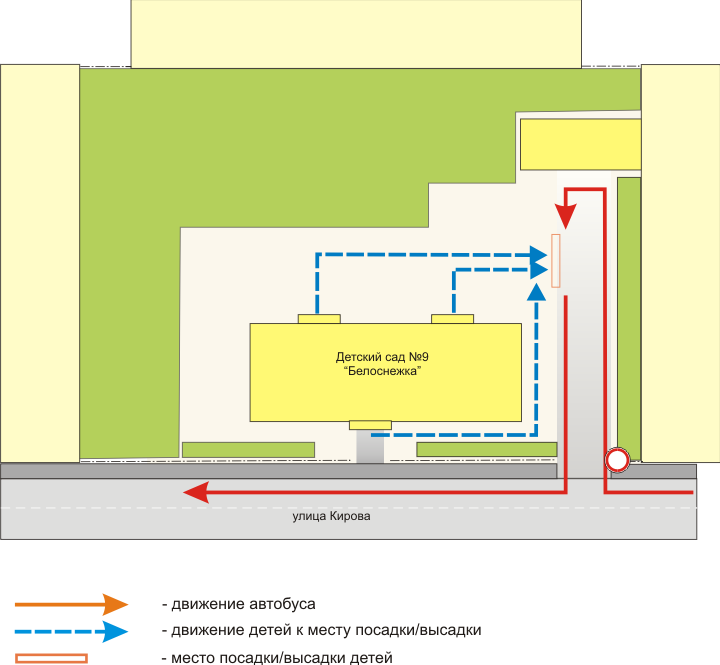 Детский сад №9
“Белоснежка”
улица Кирова
- движение автобуса
- движение детей к месту посадки/высадки
- место посадки/высадки детей